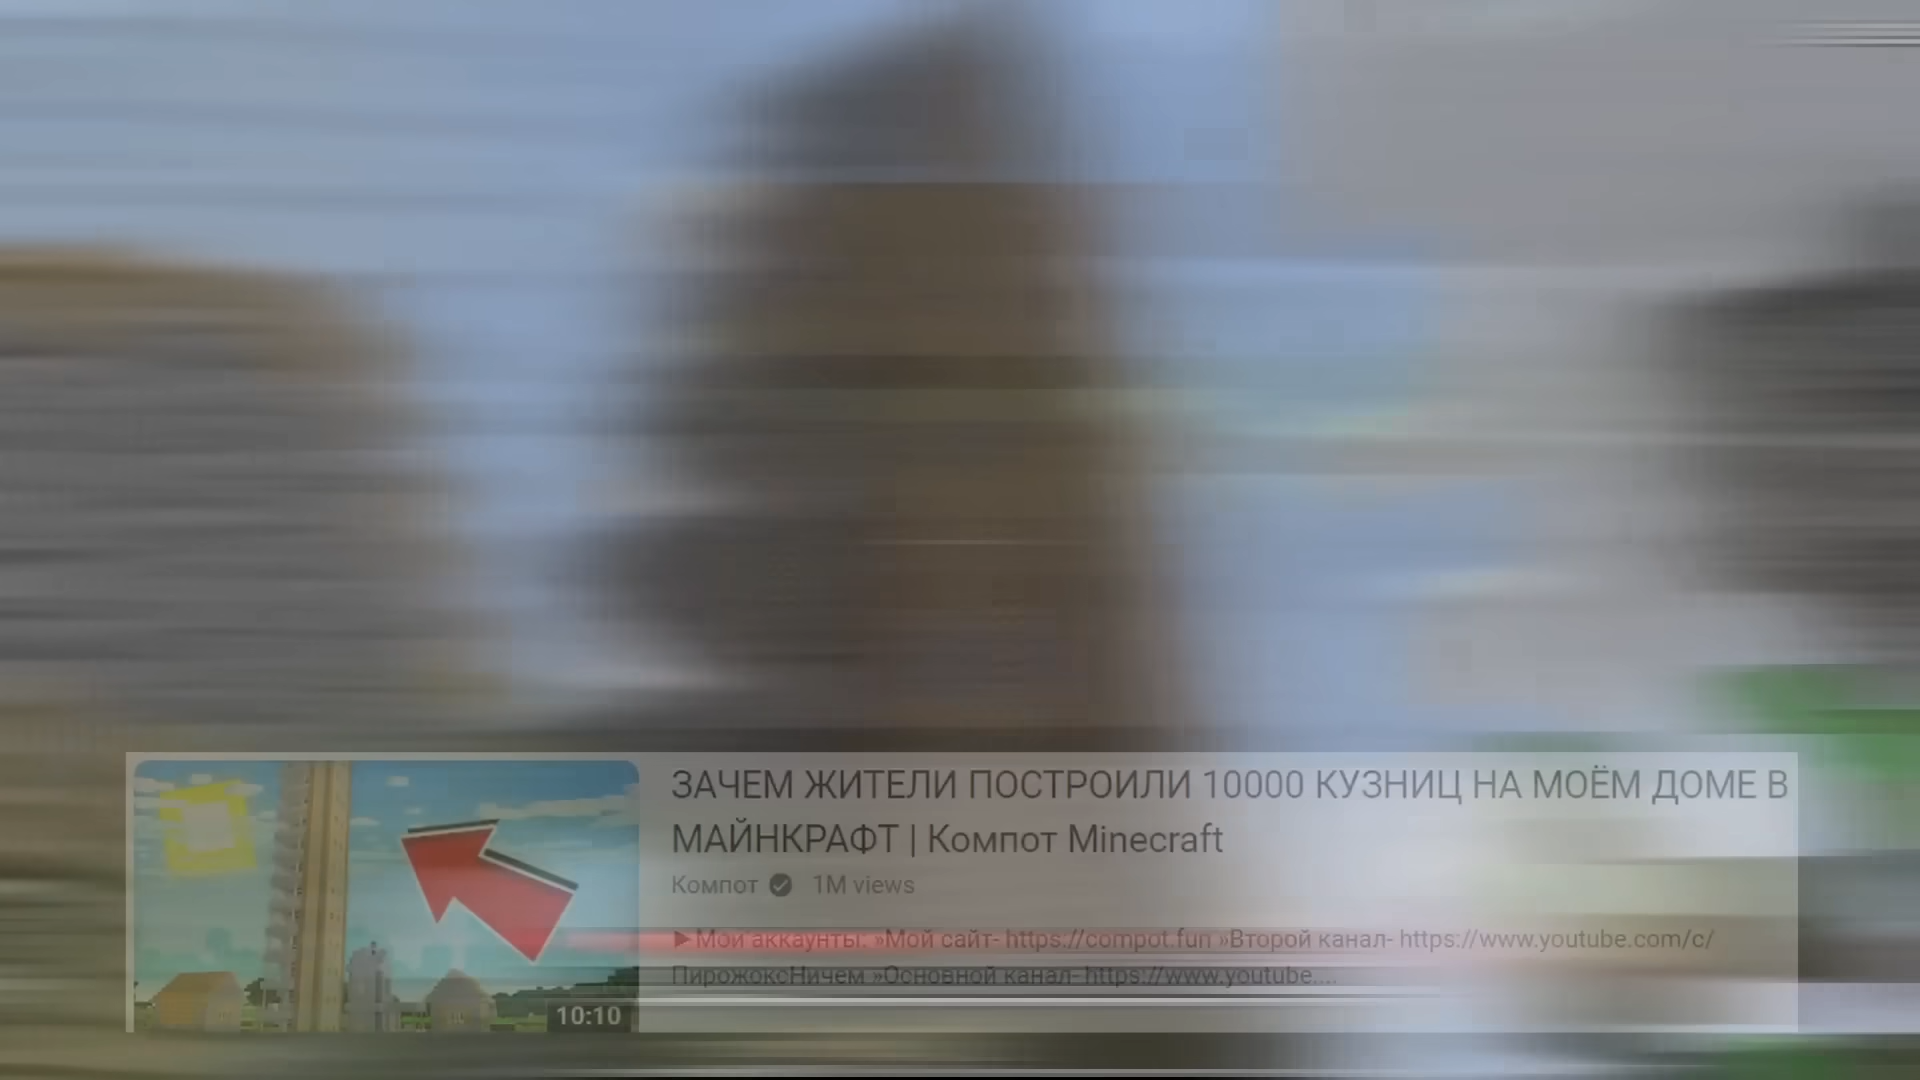 ЗАЧЕМ ЖИТЕЛИ ПОСТРОИЛИ 10000 КУЗНИЦ НА МОЁМ ДОМЕ В
МАЙНКРАФТ | Компот Minecraft
Компот 1M views
►Мои аккаунты: »Мой сайт- https://compot.fun »Второй канал- https://www.youtube.com/c/
ПирожоксНичем »Основной канал- https://www.youtube....
10:10